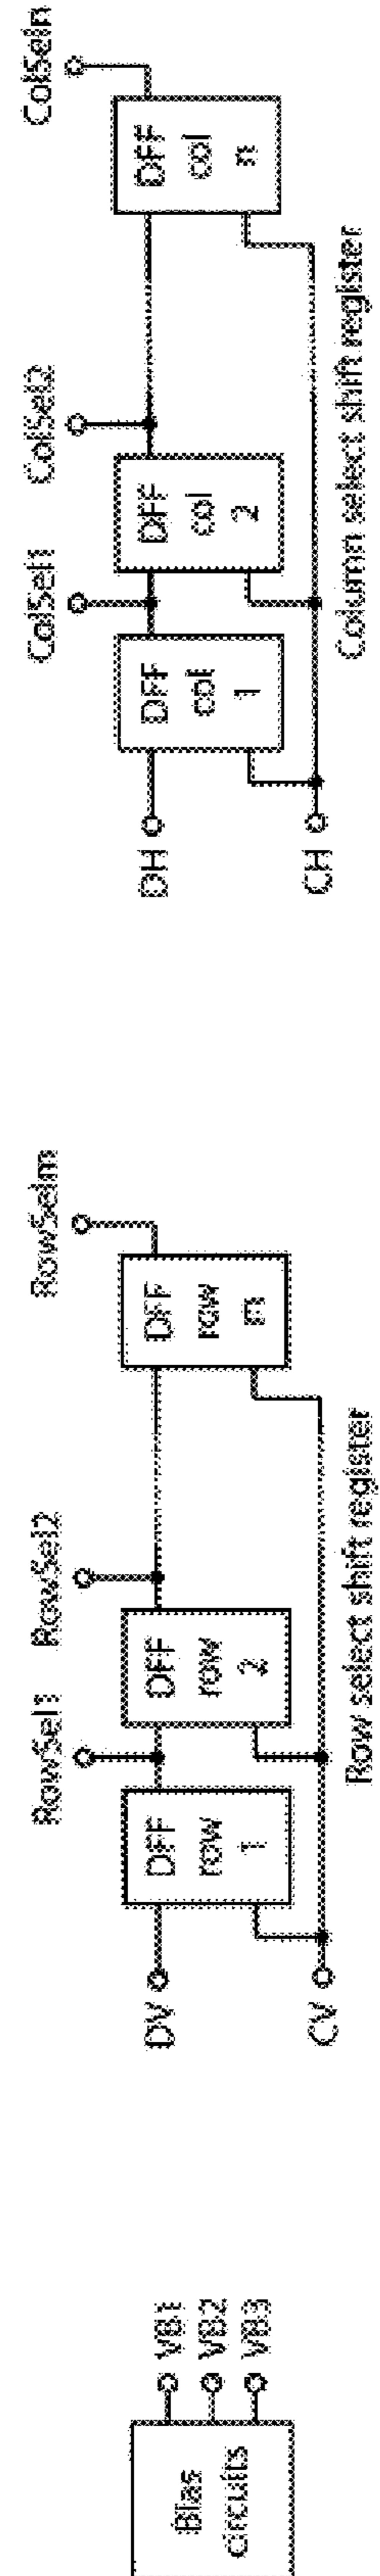 Bias
circuits
VB1
VB2
VB3
RowSel1
RowSel2
RowSelm
DV
DFF
row
1
DFF
row
2
DFF
row
m
CV
Row select shift register
ColSel1
ColSel2
ColSeln
DH
DFF
col
1
DFF
col
2
DFF
col
n
CH
Column select shift register